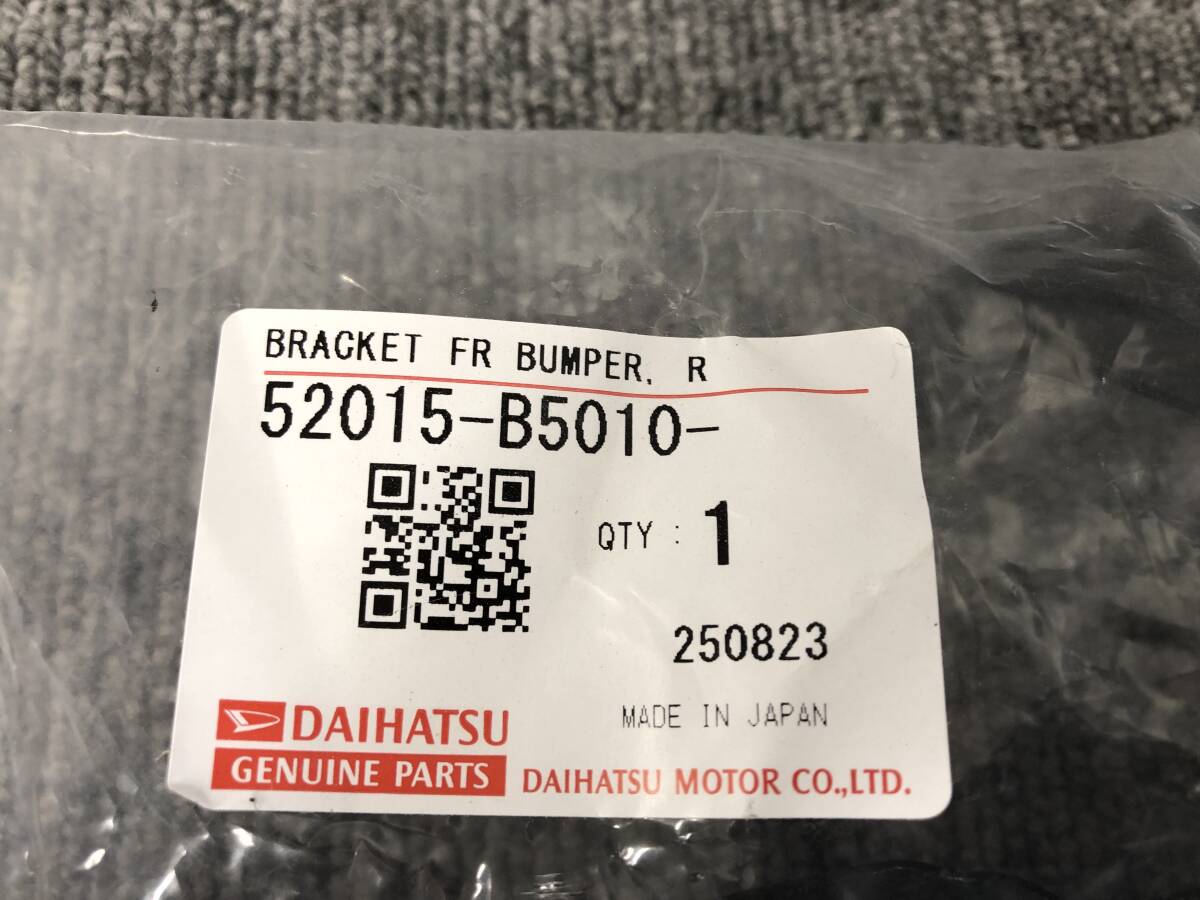 BRACKET FR BUMPER, R
52015-B5010-
QTY : 1
250823
MADE IN JAPAN
DAIHATSU
GENUINE PARTS
DAIHATSU MOTOR CO.,LTD.